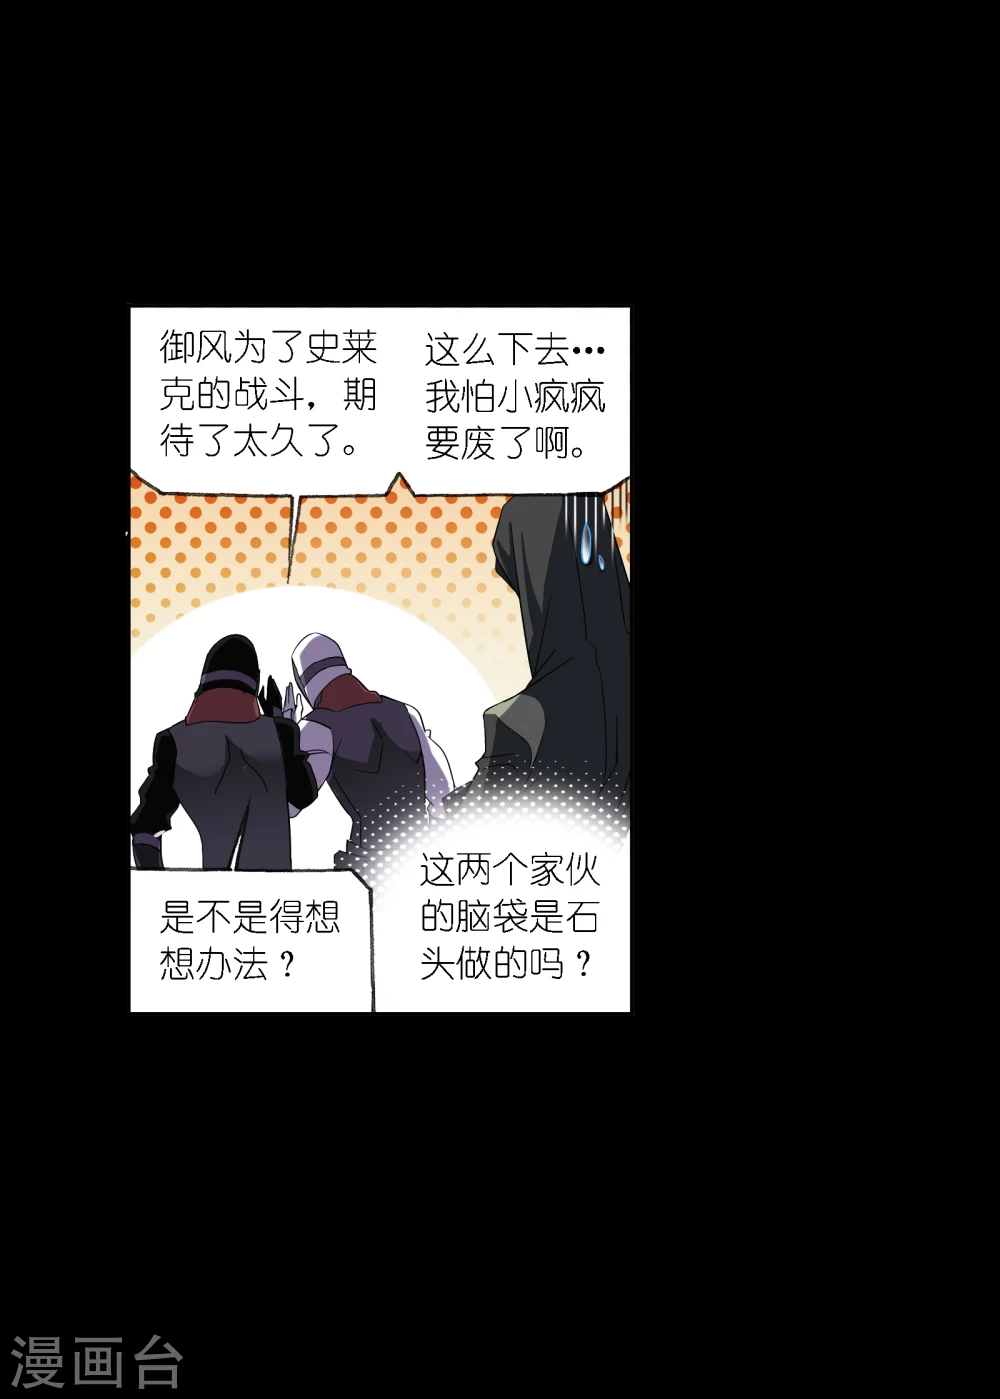 御风为了史莱
克的战斗，期
待了太久了。
这么下去…
我怕小疯疯
要废了啊。
是不是得想
想办法？
这两个家伙
的脑袋是石
头做的吗？
漫画台